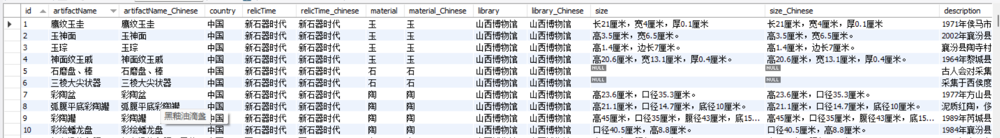 id artifactName artifactName_Chinese country relicTime relicTime_chinese material material_Chinese library library_Chinese size size_Chinese description
1 鹰纹玉圭 鹰纹玉圭 中国 新石器时代 新石器时代 玉 玉 山西博物馆 山西博物馆 长21厘米，宽4厘米，厚0.1厘米 长21厘米，宽4厘米，厚0.1厘米 1971年侯马市
2 玉神面 玉神面 中国 新石器时代 新石器时代 玉 玉 山西博物馆 山西博物馆 高3.5厘米，宽6.5厘米。 高3.5厘米，宽6.5厘米。 2002年襄汾县
3 玉琮 玉琮 中国 新石器时代 新石器时代 玉 玉 山西博物馆 山西博物馆 高1.4厘米，边长7厘米。 高1.4厘米，边长7厘米。 襄汾县陶寺村
4 神面纹玉戚 神面纹玉戚 中国 新石器时代 新石器时代 玉 玉 山西博物馆 山西博物馆 高20.6厘米，宽13.1厘米，厚0.4厘米。 高20.6厘米，宽13.1厘米，厚0.4厘米。 1964年黎城县
5 石磨盘、棒 石磨盘、棒 中国 新石器时代 新石器时代 石 石 山西博物馆 山西博物馆 NULL NULL 古人会对采集
6 三棱大尖状器 三棱大尖状器 中国 新石器时代 新石器时代 石 石 山西博物馆 山西博物馆 NULL NULL 采集于西侯度
7 彩陶盆 彩陶盆 中国 新石器时代 新石器时代 陶 陶 山西博物馆 山西博物馆 高23.6厘米，口径35.3厘米。 高23.6厘米，口径35.3厘米。 1977年方山县
8 弧腹平底彩陶罐 弧腹平底彩陶罐 中国 新石器时代 新石器时代 陶 陶 山西博物馆 山西博物馆 高21.1厘米，口径14.7厘米，底径10厘米。 高21.1厘米，口径14.7厘米，底径10厘米。 泥质红陶，侈
黑釉油滴盏
9 彩陶罐 彩陶罐 中国 新石器时代 新石器时代 陶 陶 山西博物馆 山西博物馆 高45厘米，口径35厘米，腹径43厘米，底15... 高45厘米，口径35厘米，腹径43厘米，底15... 1989年芮城县
10 彩绘蟠龙盘 彩绘蟠龙盘 中国 新石器时代 新石器时代 陶 陶 山西博物馆 山西博物馆 口径40.5厘米，高8.8厘米。 口径40.5厘米，高8.8厘米。 1984年襄汾县